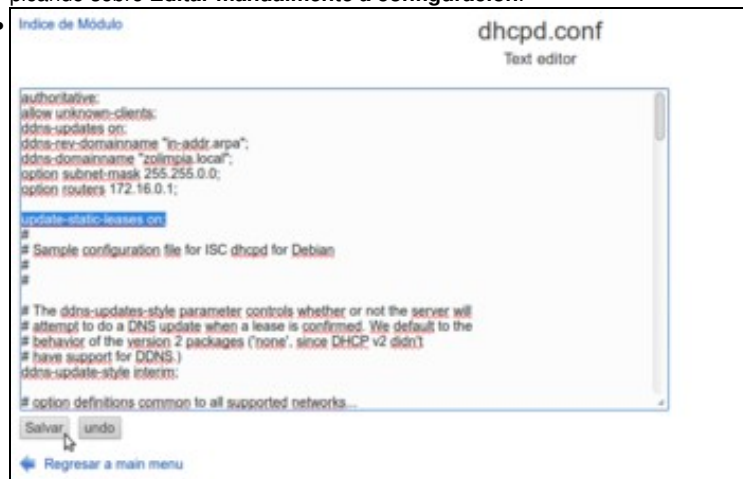 picando sobre Editar manualmente a configuración.
Indice de Módulo
dhcpd.conf
Text editor
authoritative;
allow unknown-clients;
ddns-updates on;
ddns-rev-domainname "in-addr.arpa";
ddns-domainname "zolimpia.local";
option subnet-mask 255.255.0.0;
option routers 172.16.0.1;
update-static-leases on;
#
# Sample configuration file for ISC dhcpd for Debian
#
#
# The ddns-updates-style parameter controls whether or not the server will
# attempt to do a DNS update when a lease is confirmed. We default to the
# behavior of the version 2 packages ('none', since DHCP v2 didn't
# have support for DDNS.)
ddns-update-style interim;
# option definitions common to all supported networks...
Salvar undo
Regresar a main menu